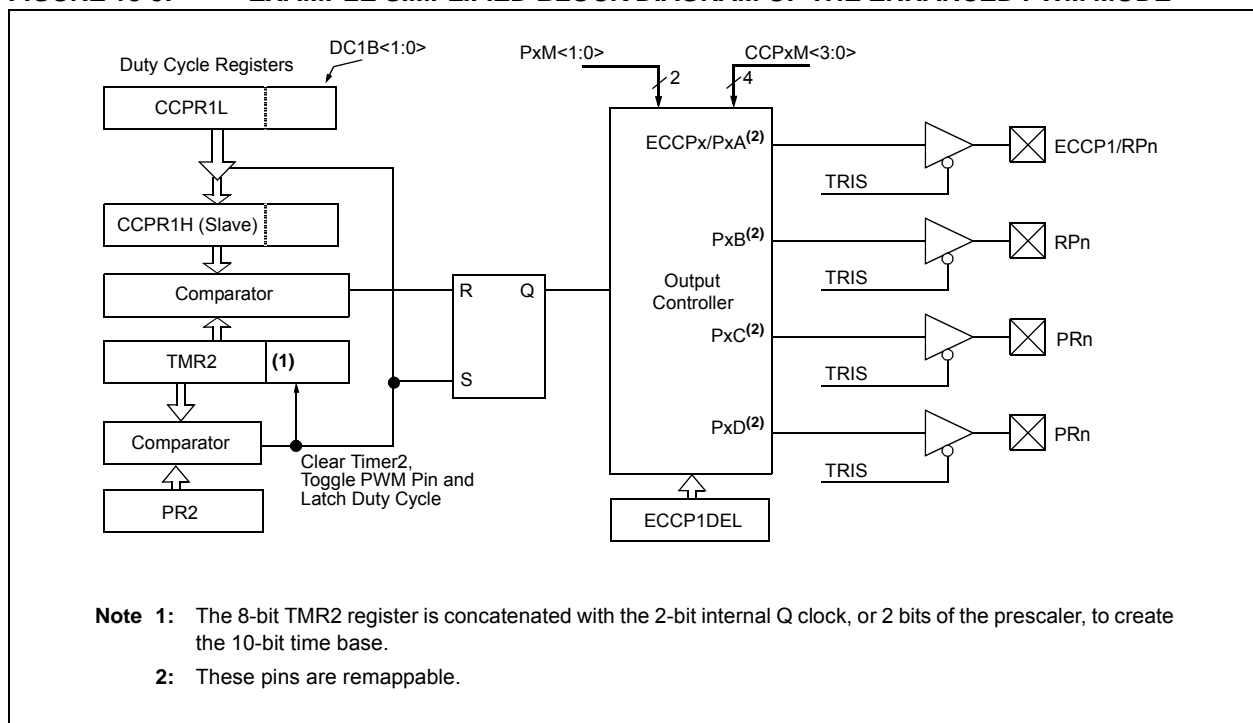 DC1B<1:0>
Duty Cycle Registers
CCPR1L
CCPR1H (Slave)
Comparator
TMR2
(1)
Comparator
PR2
Clear Timer2,
Toggle PWM Pin and
Latch Duty Cycle
R
Q
S
PxM<1:0>
2
CCPxM<3:0>
4
ECCPx/PxA(2)
PxB(2)
Output
Controller
PxC(2)
PxD(2)
ECCP1DEL
TRIS
ECCP1/RPn
TRIS
RPn
TRIS
PRn
TRIS
PRn
Note 1: The 8-bit TMR2 register is concatenated with the 2-bit internal Q clock, or 2 bits of the prescaler, to create
the 10-bit time base.
2: These pins are remappable.